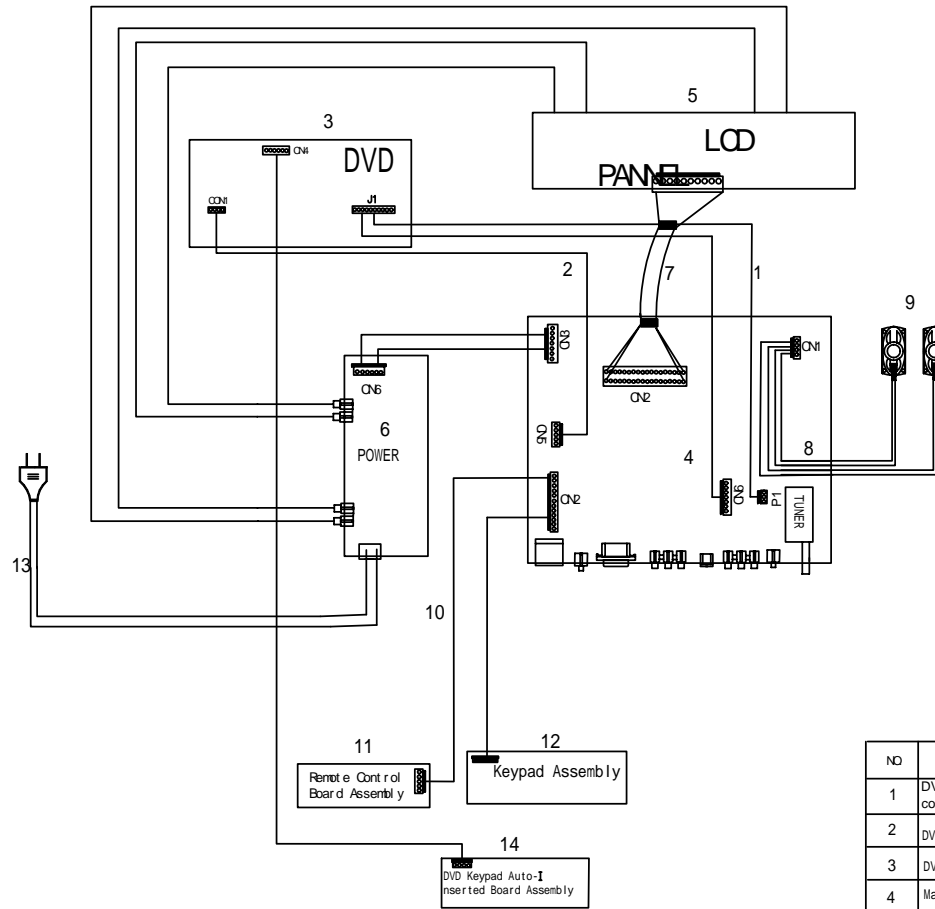 5
LCD
PANNEL
3
CN4
DVD
CON1
J1
2
7
1
9
CN3
CN1
CN6
CN2
6
POWER
CN5
4
8
CN2
CN6
P1
TUNER
13
10
11
12
Remote Control
Board Assembly
Keypad Assembly
14
DVD Keypad Auto-I
nserted Board Assembly
NO
1
DV
co
2
DV
3
DV
4
Ma